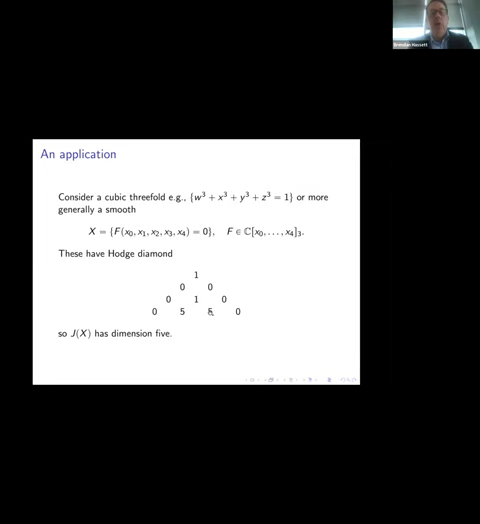 Brendan Hassett
An application
Consider a cubic threefold e.g., {w³ + x³ + y³ + z³ = 1} or more
generally a smooth
X = {F(x₀, x₁, x₂, x₃, x₄) = 0}, F ∈ ℂ[x₀, . . . , x₄]₃.
These have Hodge diamond
1
0 0
0 1 0
0 5 5 0
so J(X) has dimension five.